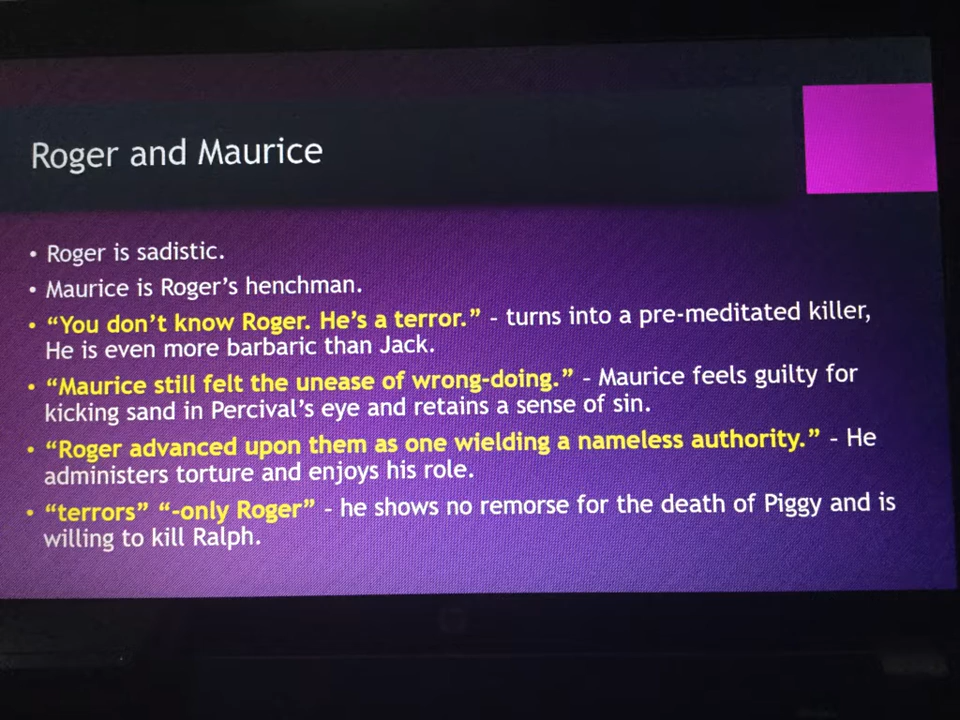 Roger and Maurice
• Roger is sadistic.
• Maurice is Roger’s henchman.
• “You don’t know Roger. He’s a terror.” – turns into a pre-meditated killer,
He is even more barbaric than Jack.
• “Maurice still felt the unease of wrong-doing.” – Maurice feels guilty for
kicking sand in Percival’s eye and retains a sense of sin.
• “Roger advanced upon them as one wielding a nameless authority.” – He
administers torture and enjoys his role.
• “terrors” “-only Roger” – he shows no remorse for the death of Piggy and is
willing to kill Ralph.